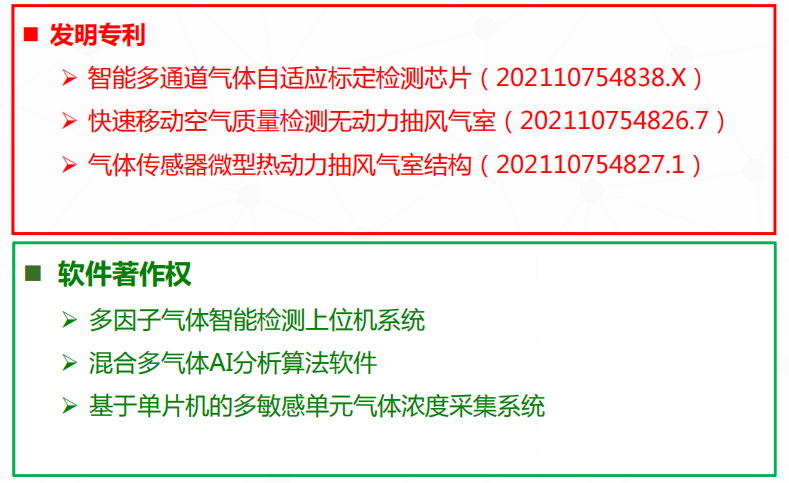 发明专利
智能多通道气体自适应标定检测芯片（202110754838.X）
快速移动空气质量检测无动力抽风气室（202110754826.7）
气体传感器微型热动力抽风气室结构（202110754827.1）
软件著作权
多因子气体智能检测上位机系统
混合多气体AI分析算法软件
基于单片机的多敏感单元气体浓度采集系统